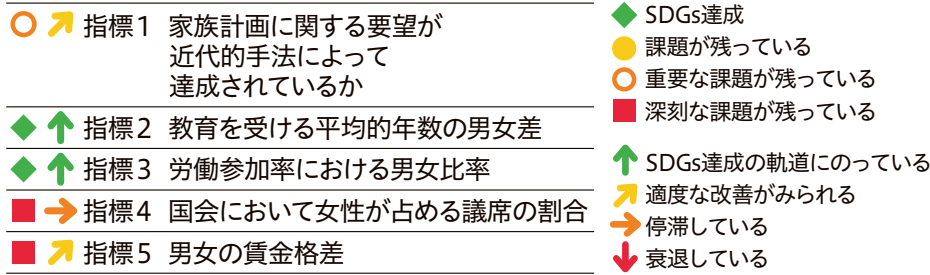 指標1 家族計画に関する要望が
近代的手法によって
達成されているか
指標2 教育を受ける平均的年数の男女差
指標3 労働参加率における男女比率
指標4 国会において女性が占める議席の割合
指標5 男女の賃金格差
SDGs達成
課題が残っている
重要な課題が残っている
深刻な課題が残っている
SDGs達成の軌道にのっている
適度な改善がみられる
停滞している
衰退している